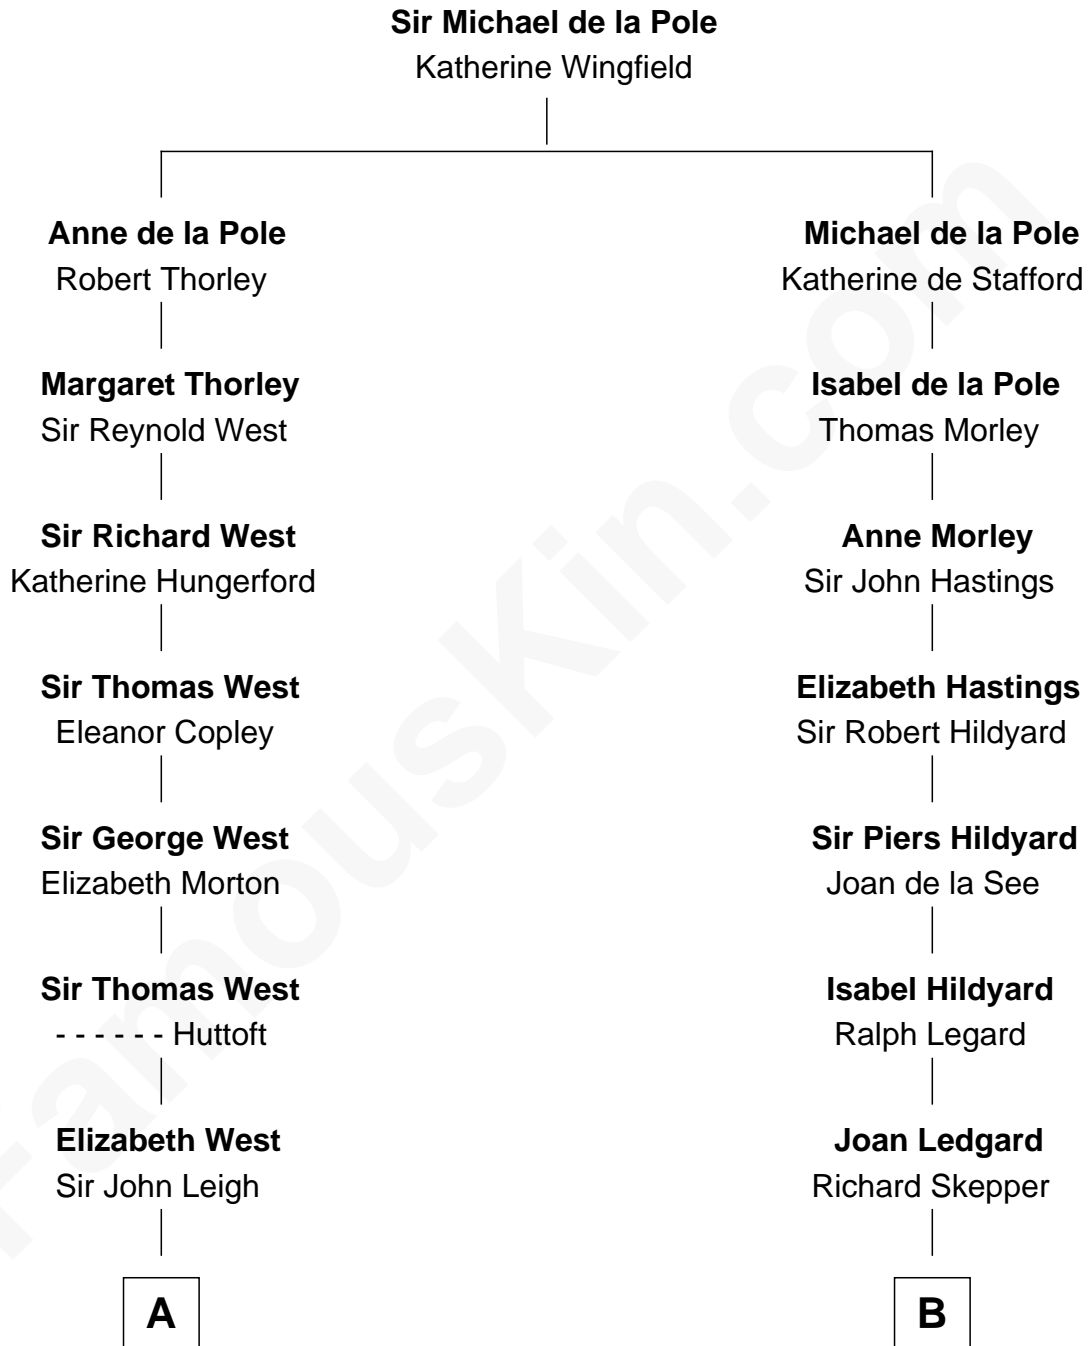 Sir Michael de la Pole
Katherine Wingfield
Anne de la Pole
Robert Thorley
Margaret Thorley
Sir Reynold West
Sir Richard West
Katherine Hungerford
Sir Thomas West
Eleanor Copley
Sir George West
Elizabeth Morton
Sir Thomas West
- - - - - - Huttoft
Elizabeth West
Sir John Leigh
A
Michael de la Pole
Katherine de Stafford
Isabel de la Pole
Thomas Morley
Anne Morley
Sir John Hastings
Elizabeth Hastings
Sir Robert Hildyard
Sir Piers Hildyard
Joan de la See
Isabel Hildyard
Ralph Legard
Joan Ledgard
Richard Skepper
B
FamousKin.com